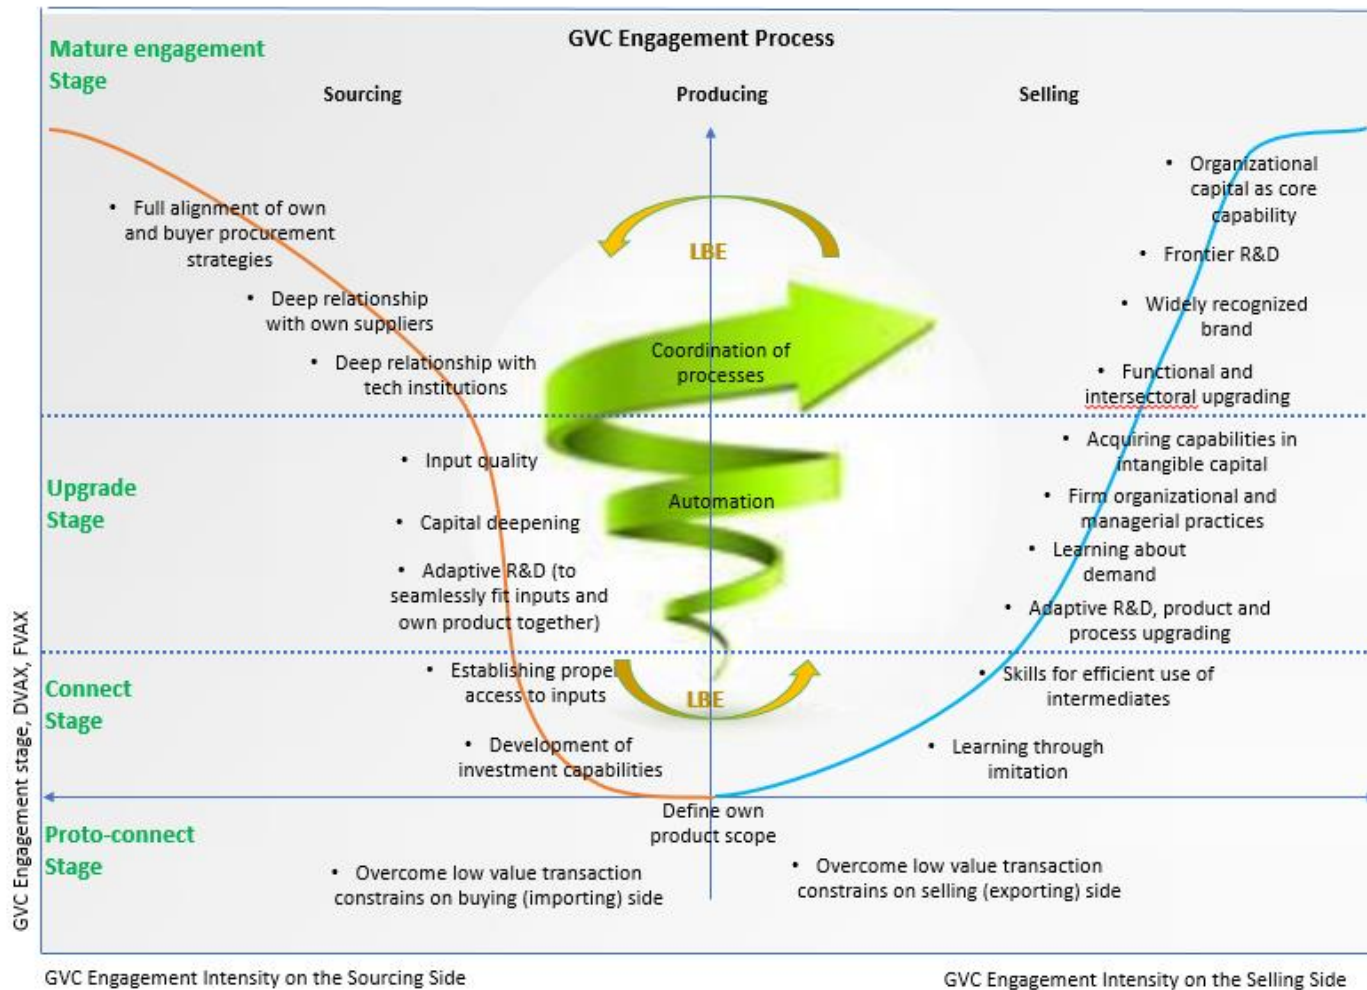 GVC Engagement Process
Mature engagement
Stage
Sourcing
Producing
Selling
• Full alignment of own
and buyer procurement
strategies
• Deep relationship
with own suppliers
• Deep relationship with
tech institutions
LBE
Coordination of
processes
• Organizational
capital as core
capability
• Frontier R&D
• Widely recognized
brand
• Functional and
intersectoral upgrading
Upgrade
Stage
• Input quality
• Capital deepening
• Adaptive R&D (to
seamlessly fit inputs and
own product together)
Automation
• Acquiring capabilities in
intangible capital
• Firm organizational and
managerial practices
• Learning about
demand
• Adaptive R&D, product and
process upgrading
Connect
Stage
• Establishing proper
access to inputs
• Development of
investment capabilities
LBE
• Skills for efficient use of
intermediates
• Learning through
imitation
Proto-connect
Stage
Define own
product scope
• Overcome low value transaction
constrains on buying (importing) side
• Overcome low value transaction
constrains on selling (exporting) side
GVC Engagement stage, DVAX, FVAX
GVC Engagement Intensity on the Sourcing Side
GVC Engagement Intensity on the Selling Side